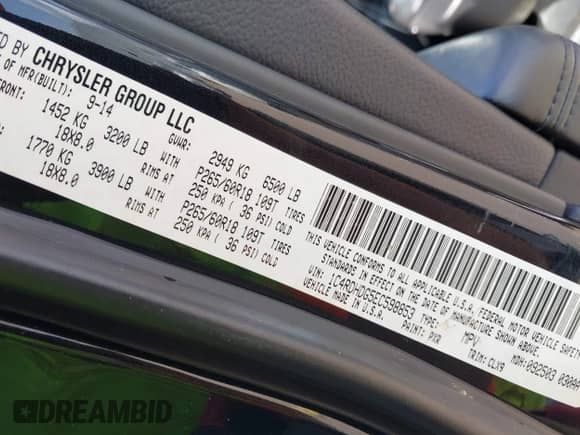 ED BY CHRYSLER GROUP LLC
OF MFR(BUILT): 9-14 GVWR: 2949 KG 6500 LB
FRONT: 1452 KG 3200 LB WITH P265/60R18 109T TIRES
18X8.0 RIMS AT 250 KPA ( 36 PSI) COLD
1770 KG 3900 LB WITH P265/60R18 109T TIRES
18X8.0 RIMS AT 250 KPA ( 36 PSI) COLD
THIS VEHICLE CONFORMS TO ALL APPLICABLE U.S.A. FEDERAL MOTOR VEHICLE SAFETY
STANDARDS IN EFFECT ON THE DATE OF MANUFACTURE SHOWN ABOVE.
VIN: 1C4RDHDG5EC598853 TYPE: MPV
MADE IN U.S.A. PAINT: PXR TRIM: CLX9 MDH: 092503
DREAMBID